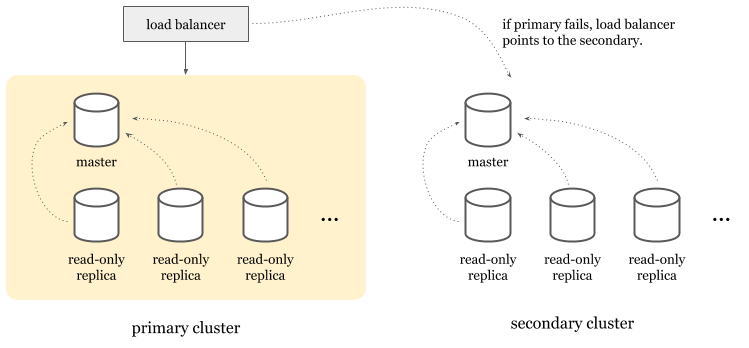 load balancer
if primary fails, load balancer
points to the secondary.
master
master
read-only
replica
read-only
replica
read-only
replica
...
read-only
replica
read-only
replica
read-only
replica
...
primary cluster
secondary cluster